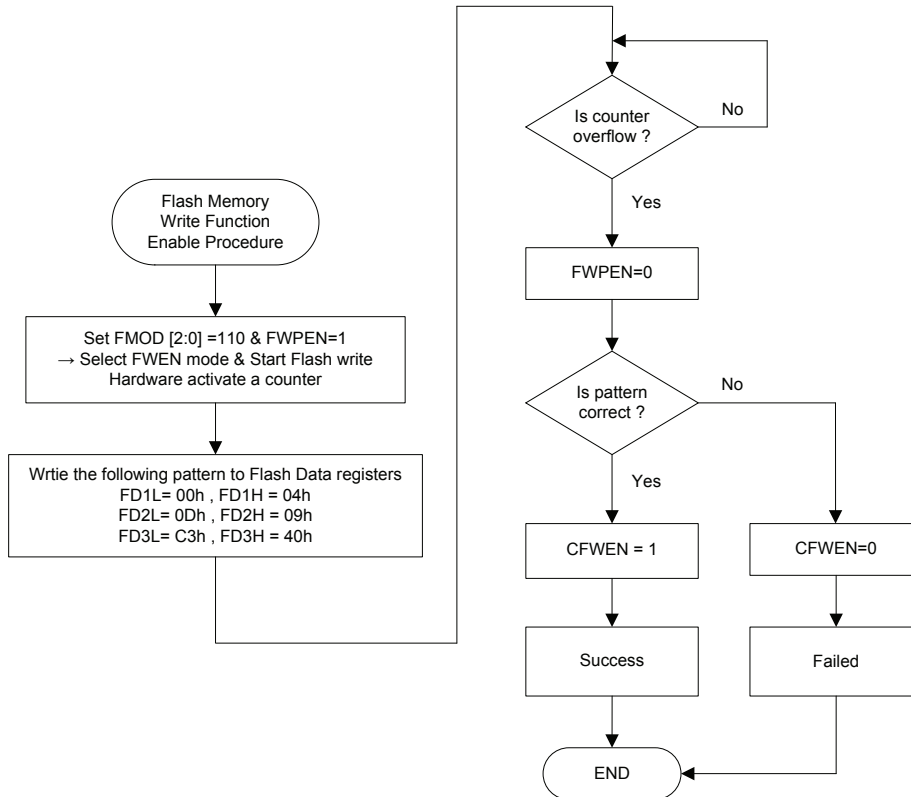 Flash Memory
Write Function
Enable Procedure
Set FMOD [2:0] =110 & FWPEN=1
→ Select FWEN mode & Start Flash write
Hardware activate a counter
Wrtie the following pattern to Flash Data registers
FD1L= 00h , FD1H = 04h
FD2L= 0Dh , FD2H = 09h
FD3L= C3h , FD3H = 40h
Is counter
overflow ?
No
Yes
FWPEN=0
Is pattern
correct ?
No
Yes
CFWEN = 1
CFWEN=0
Success
Failed
END